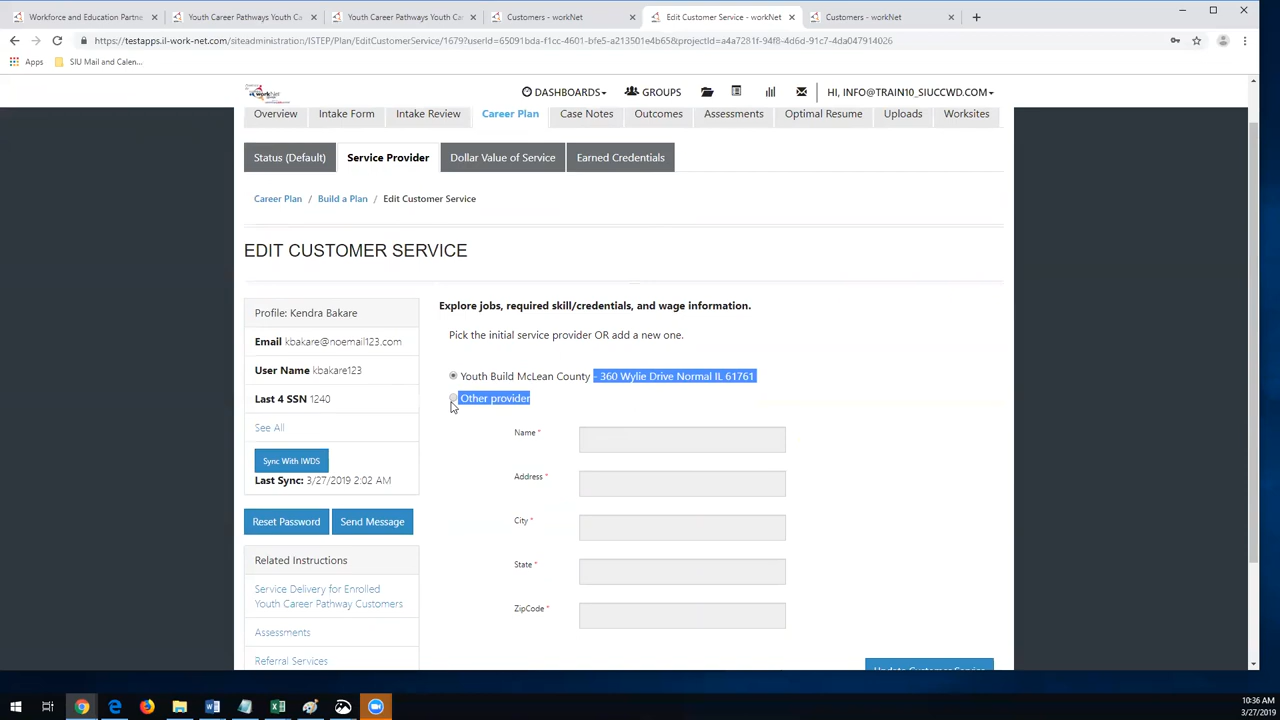 Workforce and Education Partne
Youth Career Pathways Youth Ca
Youth Career Pathways Youth Car
Customers - workNet
Edit Customer Service - workNet
Customers - workNet
https://testapps.il-work-net.com/siteadministration/ISTEP/Plan/EditCustomerService/1679?userId=65091bda-f1cc-4601-bfe5-a213501e4b65&projectId=a4a7281f-94f8-4d6d-91c7-4da047914026
Apps
SIU Mail and Calen...
DASHBOARDS
GROUPS
HI, INFO@TRAIN10_SIUCCWD.COM
Overview
Intake Form
Intake Review
Career Plan
Case Notes
Outcomes
Assessments
Optimal Resume
Uploads
Worksites
Status (Default)
Service Provider
Dollar Value of Service
Earned Credentials
Career Plan / Build a Plan / Edit Customer Service
EDIT CUSTOMER SERVICE
Profile: Kendra Bakare
Email kbakare@noemail123.com
User Name kbakare123
Last 4 SSN 1240
See All
Sync With IWDS
Last Sync: 3/27/2019 2:02 AM
Reset Password
Send Message
Related Instructions
Service Delivery for Enrolled
Youth Career Pathway Customers
Assessments
Referral Services
Explore jobs, required skill/credentials, and wage information.
Pick the initial service provider OR add a new one.
Youth Build McLean County - 360 Wylie Drive Normal IL 61761
Other provider
Name *
Address *
City *
State *
ZipCode *
Update Customer Service
10:36 AM
3/27/2019